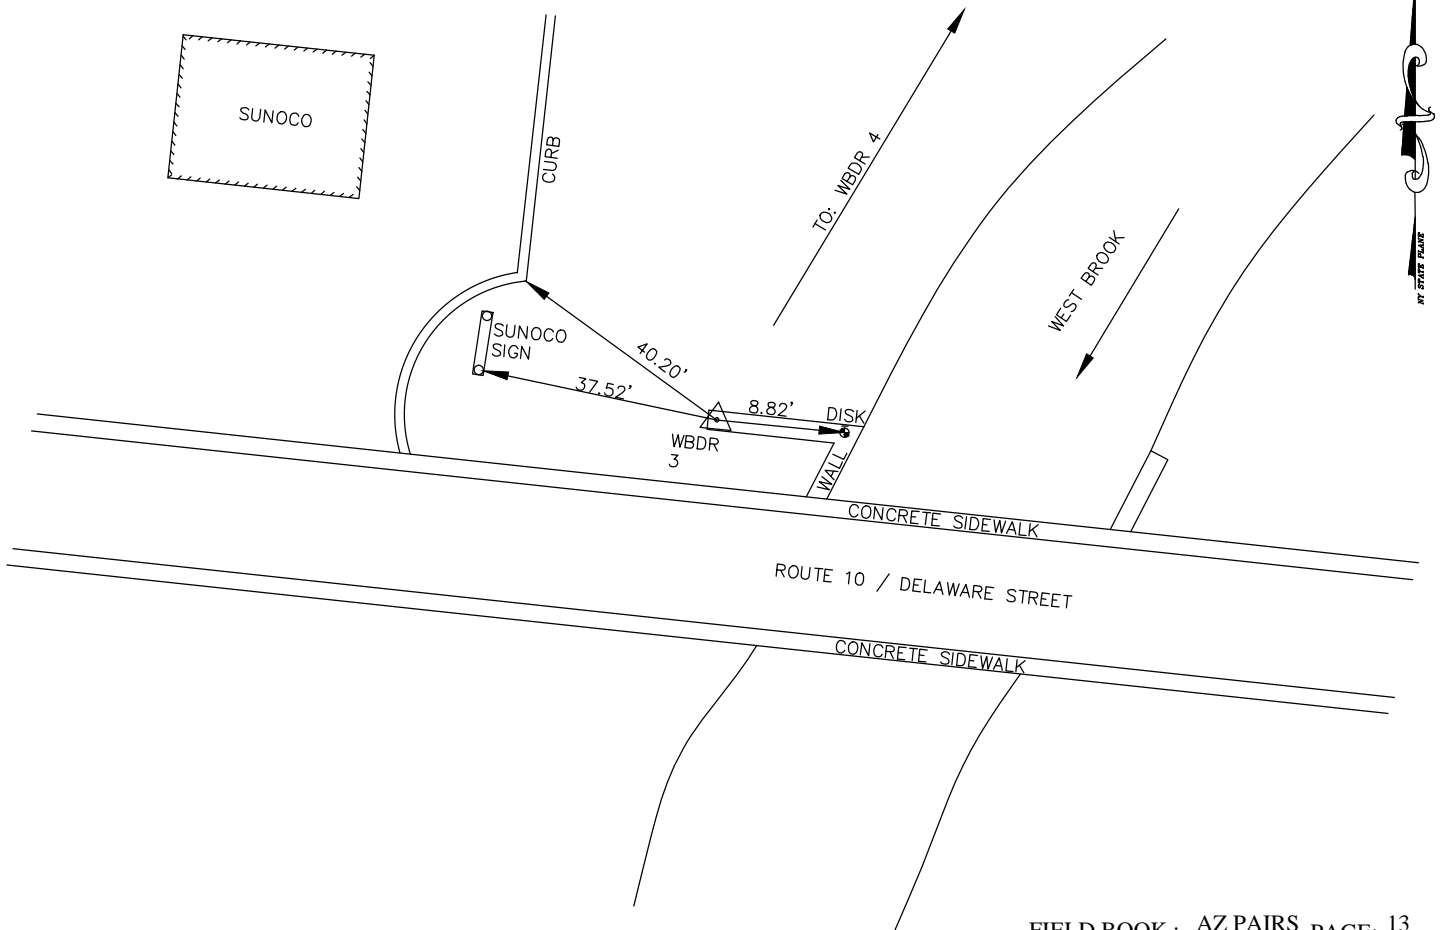 SUNOCO
CURB
TO: WBDR 4
WEST BROOK
NY STATE PLANE
SUNOCO
SIGN
40.20'
37.52'
8.82'
DISK
WBDR
3
WALL
CONCRETE SIDEWALK
ROUTE 10 / DELAWARE STREET
CONCRETE SIDEWALK
FIELD BOOK : AZ PAIRS PAGE: 13